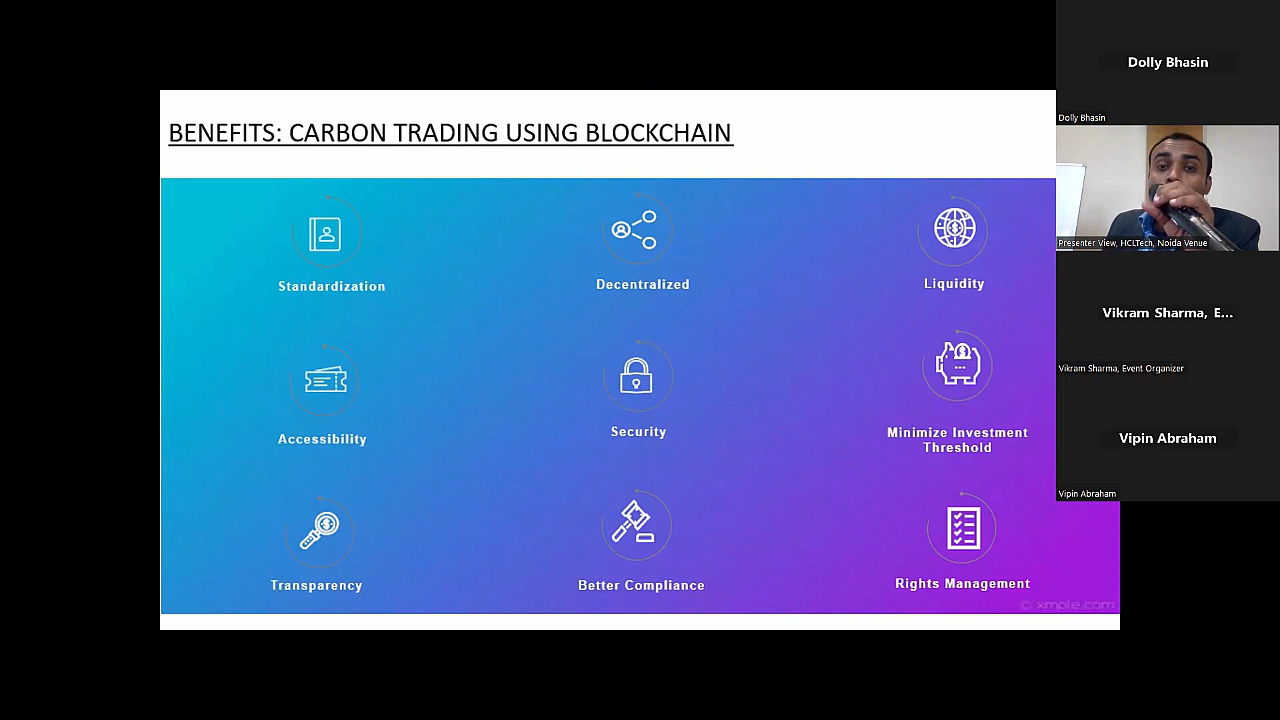 BENEFITS: CARBON TRADING USING BLOCKCHAIN
Standardization
Decentralized
Liquidity
Accessibility
Security
Minimize Investment
Threshold
Transparency
Better Compliance
Rights Management
© xmple.com
Dolly Bhasin
Dolly Bhasin
Presenter View, HCLTech, Noida Venue
Vikram Sharma, E...
Vikram Sharma, Event Organizer
Vipin Abraham
Vipin Abraham